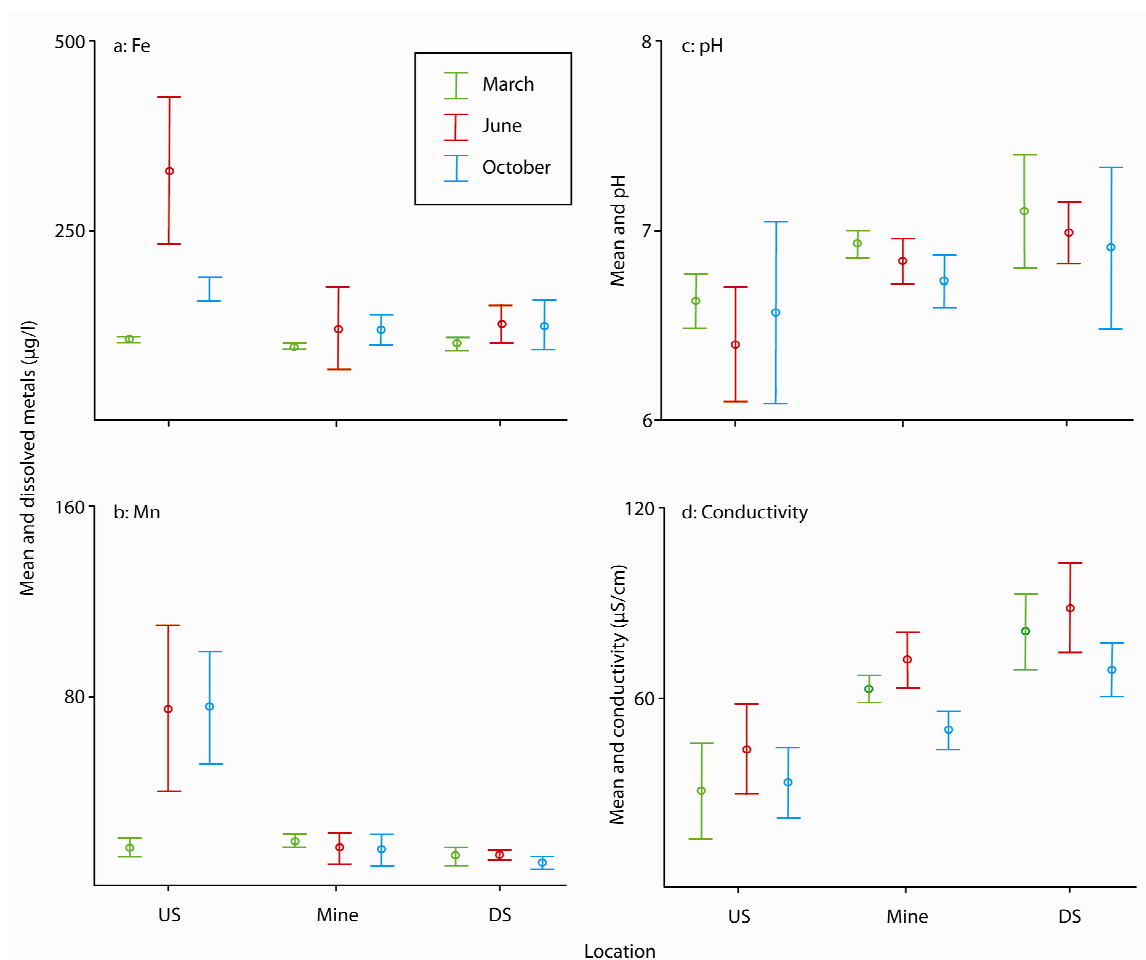 500
a: Fe
March
June
October
250
8
c: pH
7
6
Mean and pH
Mean and dissolved metals (µg/l)
160
b: Mn
80
US
Mine
DS
120
d: Conductivity
60
Mean and conductivity (µS/cm)
US
Mine
DS
Location